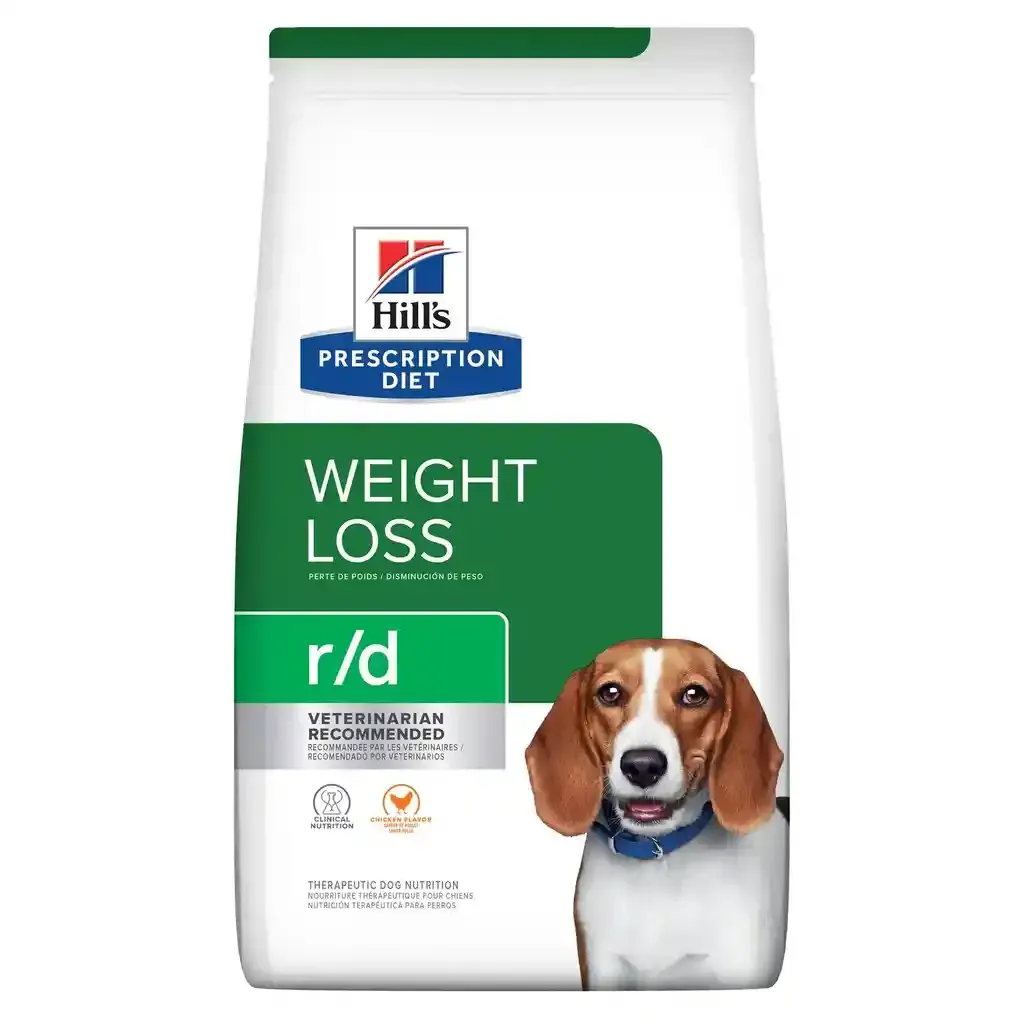 Hill's
PRESCRIPTION
DIET
WEIGHT
LOSS
PERTE DE POIDS / DISMINUCIÓN DE PESO
r/d
VETERINARIAN
RECOMMENDED
RECOMMANDÉE PAR LES VÉTÉRINAIRES /
RECOMENDADO POR VETERINARIOS
CLINICAL
NUTRITION
CHICKEN FLAVOR
THERAPEUTIC DOG NUTRITION
NOURRITURE THÉRAPEUTIQUE POUR CHIENS
NUTRICIÓN TERAPÉUTICA PARA PERROS